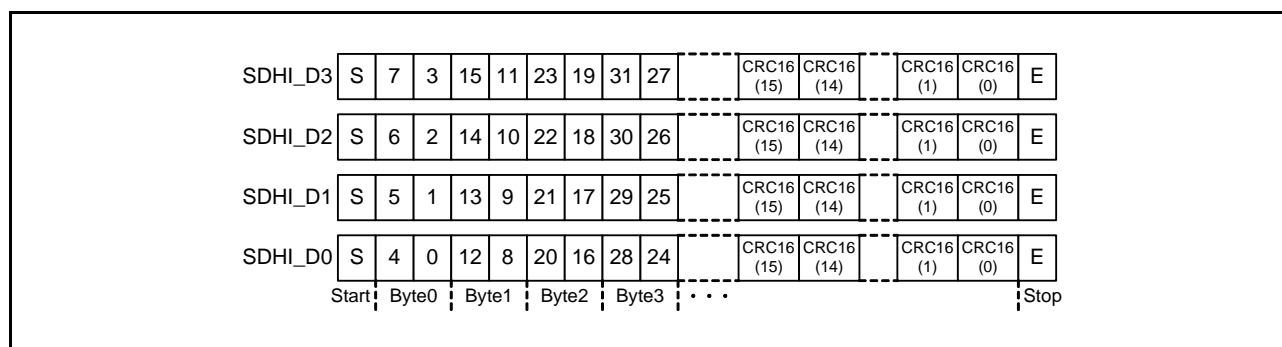 SDHI_D3 S 7 3 15 11 23 19 31 27 CRC16 (15) CRC16 (14) CRC16 (1) CRC16 (0) E
SDHI_D2 S 6 2 14 10 22 18 30 26 CRC16 (15) CRC16 (14) CRC16 (1) CRC16 (0) E
SDHI_D1 S 5 1 13 9 21 17 29 25 CRC16 (15) CRC16 (14) CRC16 (1) CRC16 (0) E
SDHI_D0 S 4 0 12 8 20 16 28 24 CRC16 (15) CRC16 (14) CRC16 (1) CRC16 (0) E
Start Byte0 Byte1 Byte2 Byte3 · · · Stop